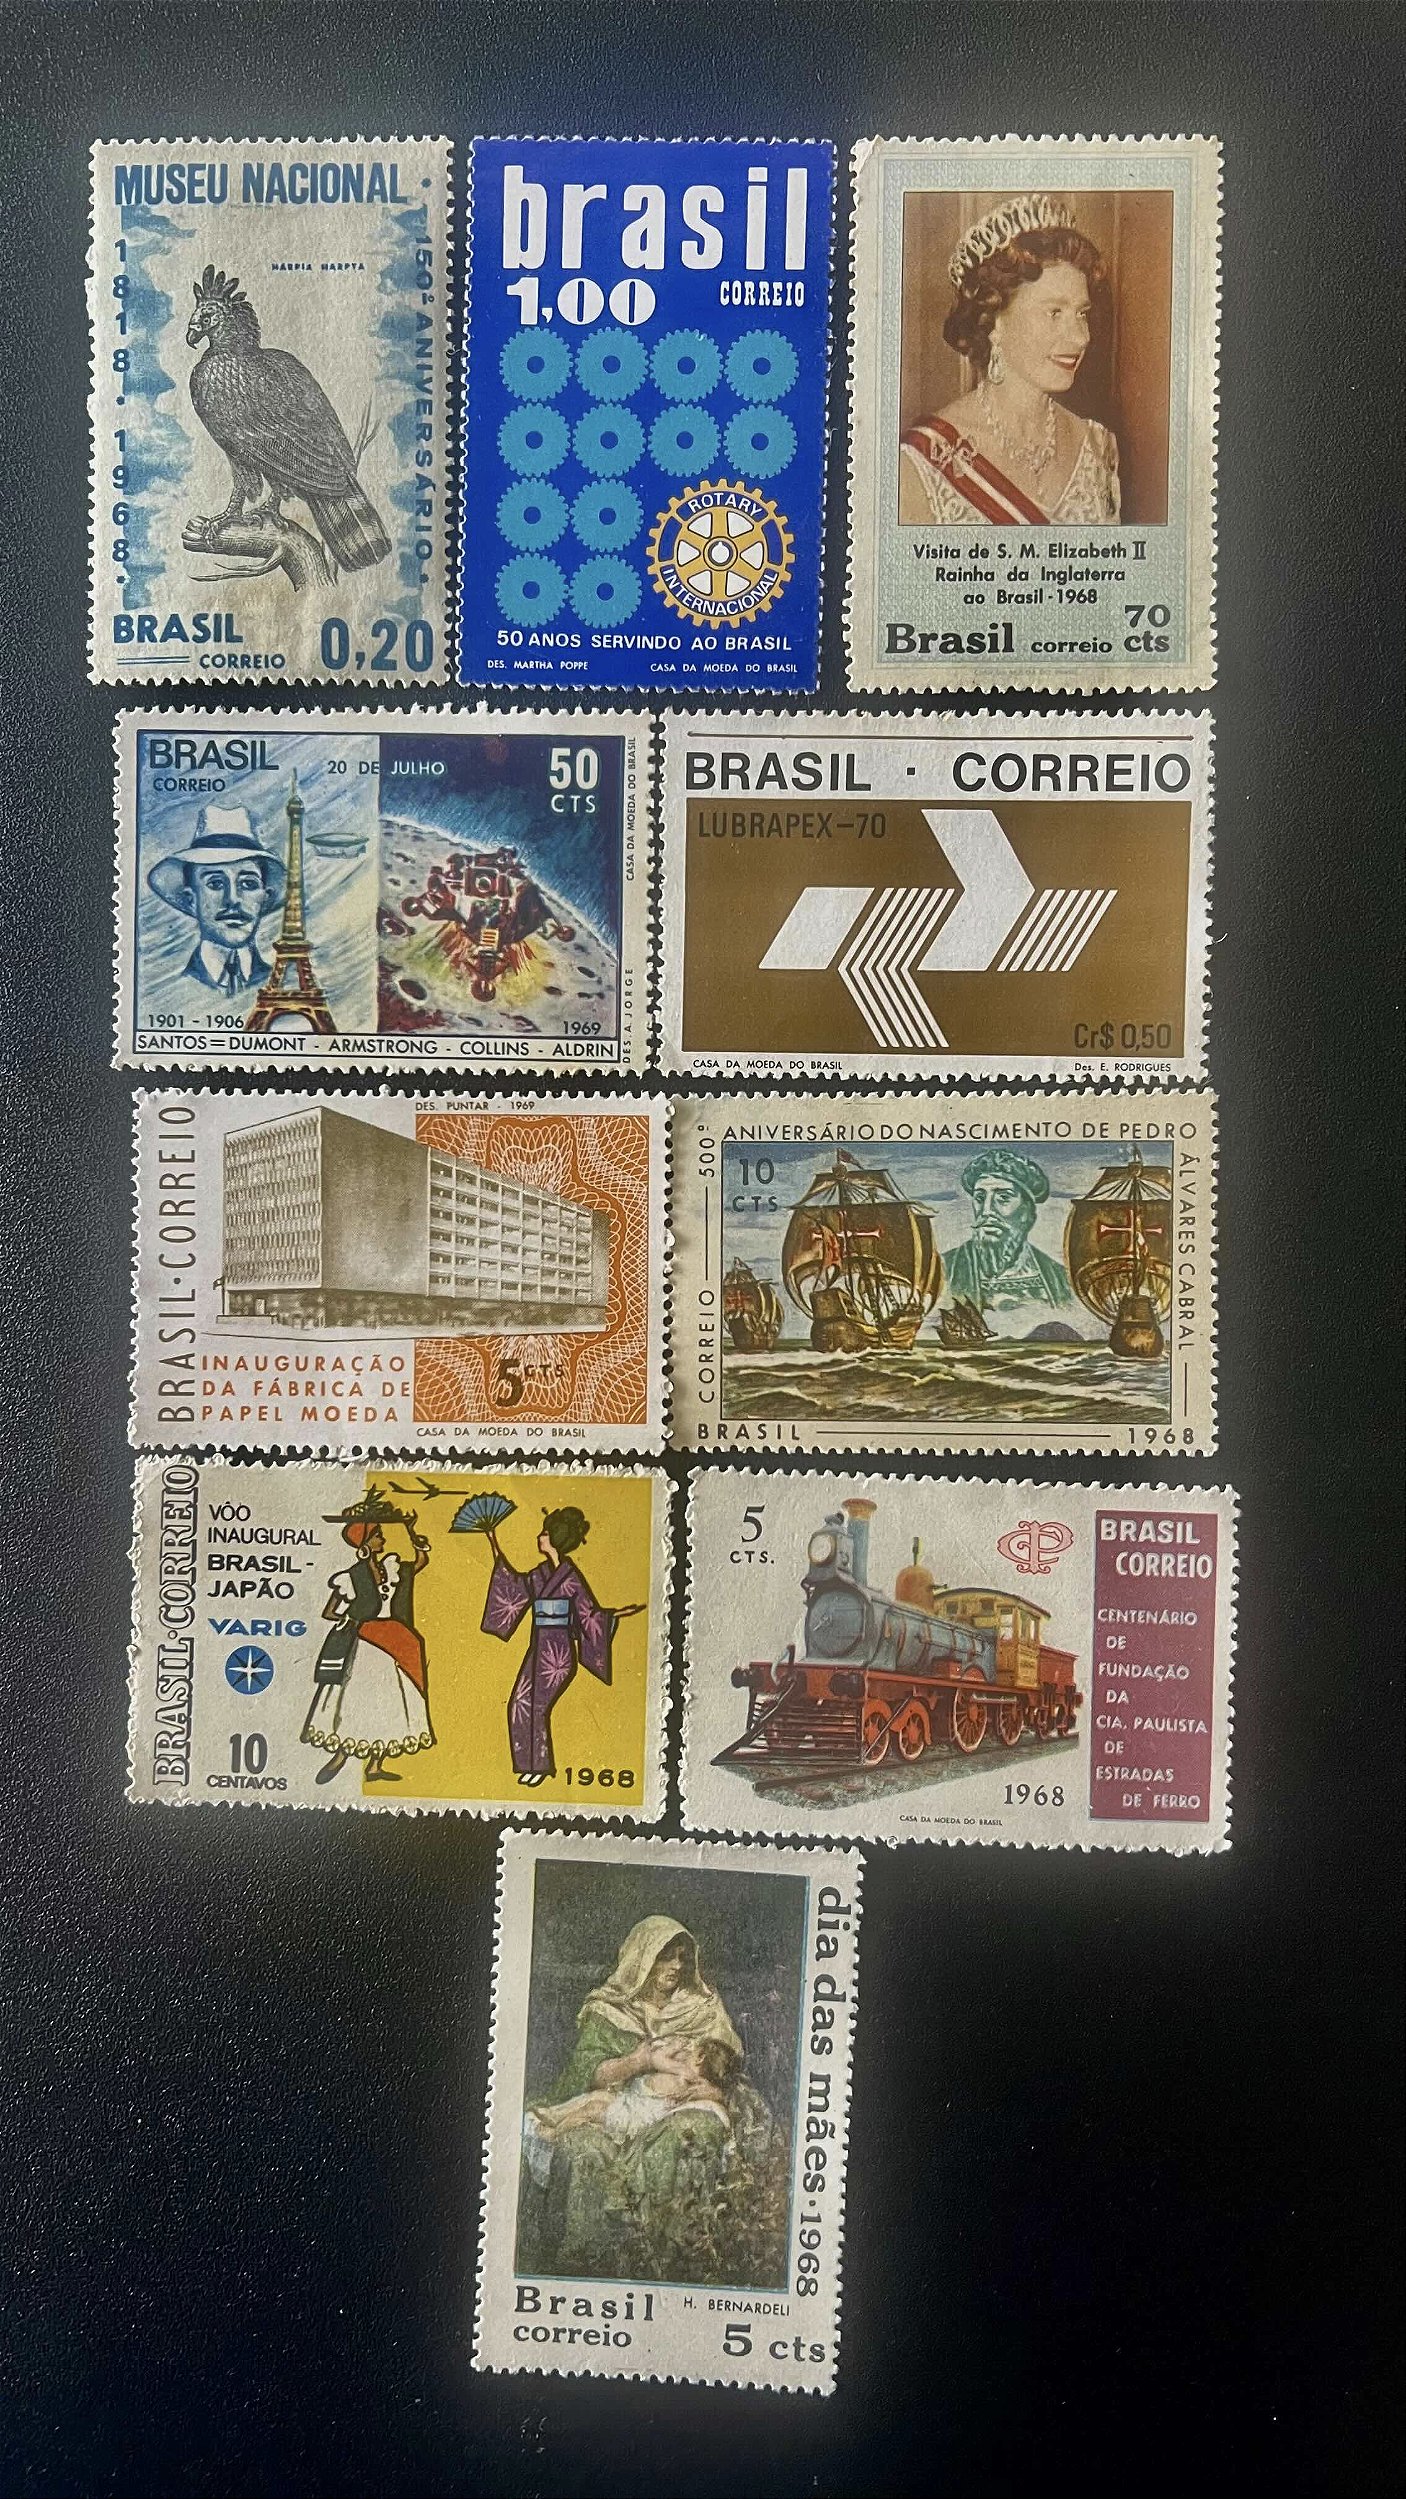 MUSEU NACIONAL
1818·1968·
150º ANIVERSÁRIO·
HARPIA HARPYA
BRASIL
CORREIO
0,20
brasil
1,00
CORREIO
ROTARY
INTERNACIONAL
50 ANOS SERVINDO AO BRASIL
DES. MARTHA POPPE CASA DA MOEDA DO BRASIL
Visita de S. M. Elizabeth II
Rainha da Inglaterra
ao Brasil - 1968
70
Brasil correio cts
BRASIL
CORREIO
20 DE JULHO
50
CTS
1901 - 1906
1969
SANTOS=DUMONT - ARMSTRONG - COLLINS - ALDRIN
DES. A. JORGE CASA DA MOEDA DO BRASIL
BRASIL · CORREIO
LUBRAPEX-70
Cr$ 0,50
CASA DA MOEDA DO BRASIL Des. E. RODRIGUES
BRASIL·CORREIO
DES. PUNTAR - 1969
INAUGURAÇÃO
DA FÁBRICA DE
PAPEL MOEDA
5 CTS
CASA DA MOEDA DO BRASIL
500º
ANIVERSÁRIO DO NASCIMENTO DE PEDRO
ÁLVARES CABRAL
10
CTS
CORREIO
BRASIL 1968
BRASIL·CORREIO
VÔO
INAUGURAL
BRASIL-
JAPÃO
VARIG
10
CENTAVOS
1968
5
CTS.
CP
BRASIL
CORREIO
CENTENÁRIO
DE
FUNDAÇÃO
DA
CIA. PAULISTA
DE
ESTRADAS
DE FERRO
1968
CASA DA MOEDA DO BRASIL
dia das mães·1968
Brasil
H. BERNARDELI
correio
5 cts